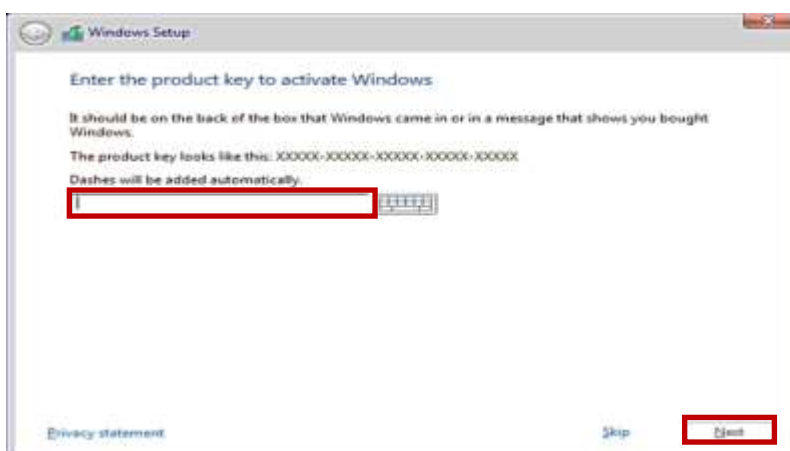 Windows Setup
Enter the product key to activate Windows
It should be on the back of the box that Windows came in or in a message that shows you bought
Windows.
The product key looks like this: XXXXX-XXXXX-XXXXX-XXXXX-XXXXX
Dashes will be added automatically.
Privacy statement
Skip
Next